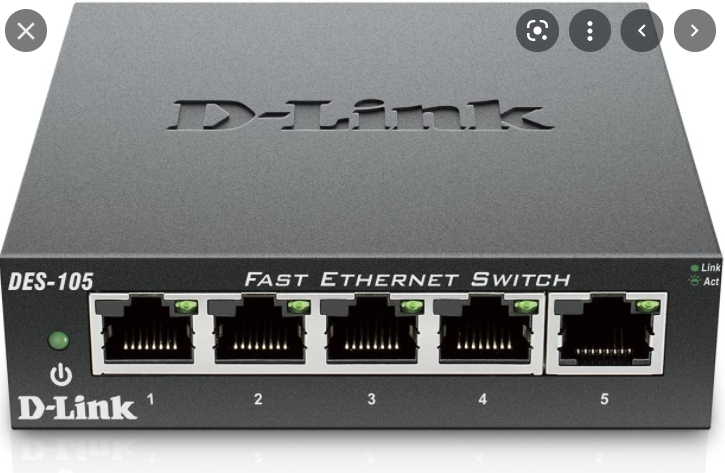 D-Link
DES-105
FAST ETHERNET SWITCH
Link
Act
D-Link
1
2
3
4
5